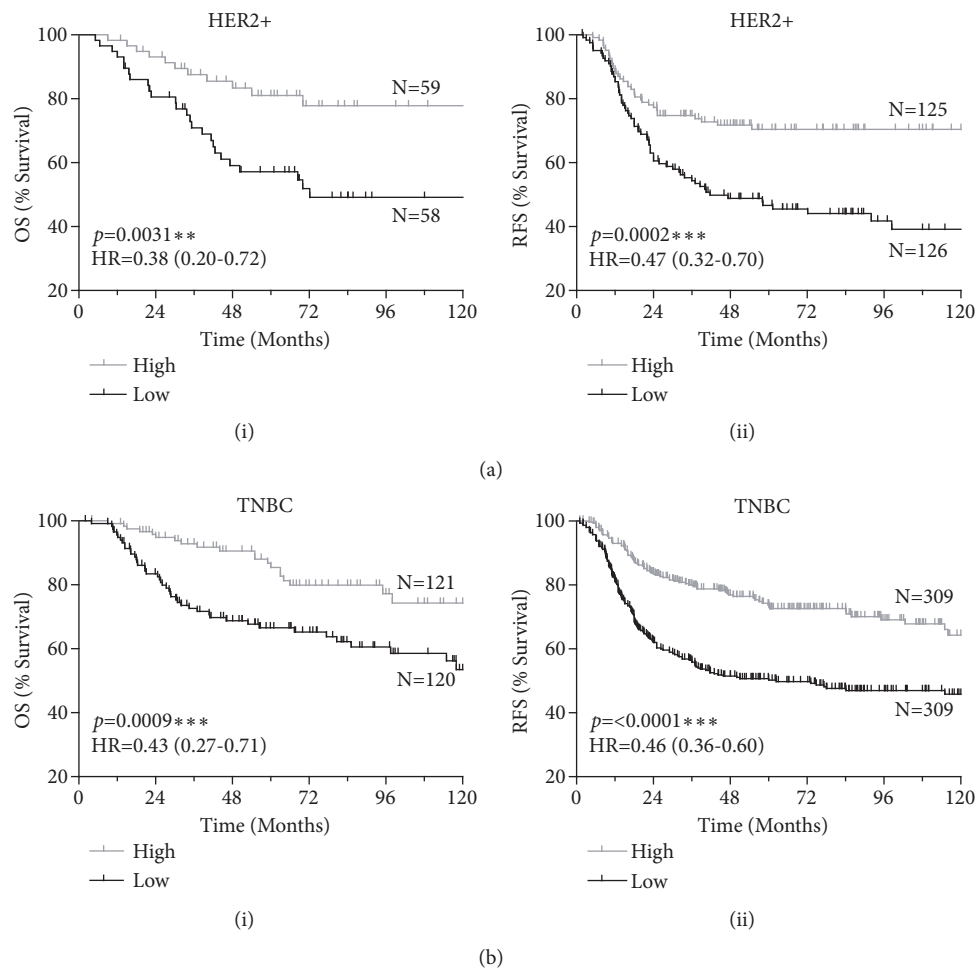 HER2+
100
80
60
40
20
OS (% Survival)
N=59
N=58
p=0.0031**
HR=0.38 (0.20-0.72)
0 24 48 72 96 120
Time (Months)
High
Low
(i)
HER2+
100
80
60
40
20
RFS (% Survival)
N=125
N=126
p=0.0002***
HR=0.47 (0.32-0.70)
0 24 48 72 96 120
Time (Months)
High
Low
(ii)
(a)
TNBC
100
80
60
40
20
OS (% Survival)
N=121
N=120
p=0.0009***
HR=0.43 (0.27-0.71)
0 24 48 72 96 120
Time (Months)
High
Low
(i)
TNBC
100
80
60
40
20
RFS (% Survival)
N=309
N=309
p=<0.0001***
HR=0.46 (0.36-0.60)
0 24 48 72 96 120
Time (Months)
High
Low
(ii)
(b)